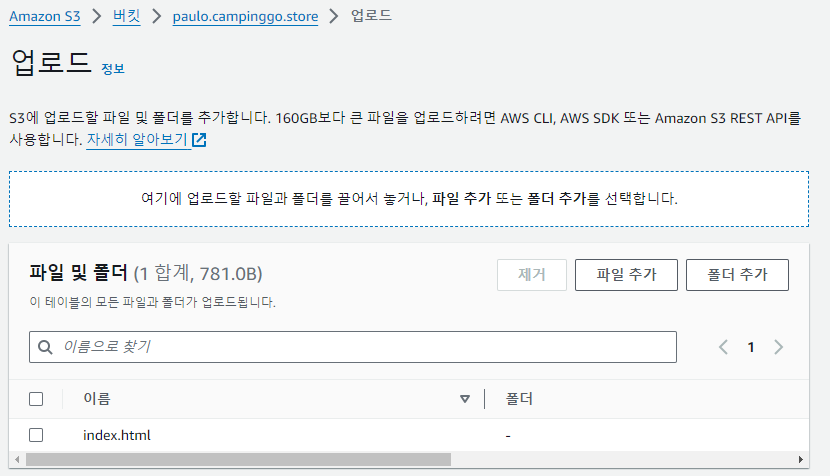 Amazon S3 > 버킷 > paulo.campinggo.store > 업로드
업로드 정보
S3에 업로드할 파일 및 폴더를 추가합니다. 160GB보다 큰 파일을 업로드하려면 AWS CLI, AWS SDK 또는 Amazon S3 REST API를
사용합니다. 자세히 알아보기
여기에 업로드할 파일과 폴더를 끌어서 놓거나, 파일 추가 또는 폴더 추가를 선택합니다.
파일 및 폴더 (1 합계, 781.0B) 제거 파일 추가 폴더 추가
이 테이블의 모든 파일과 폴더가 업로드됩니다.
이름으로 찾기 1
이름 폴더
index.html -